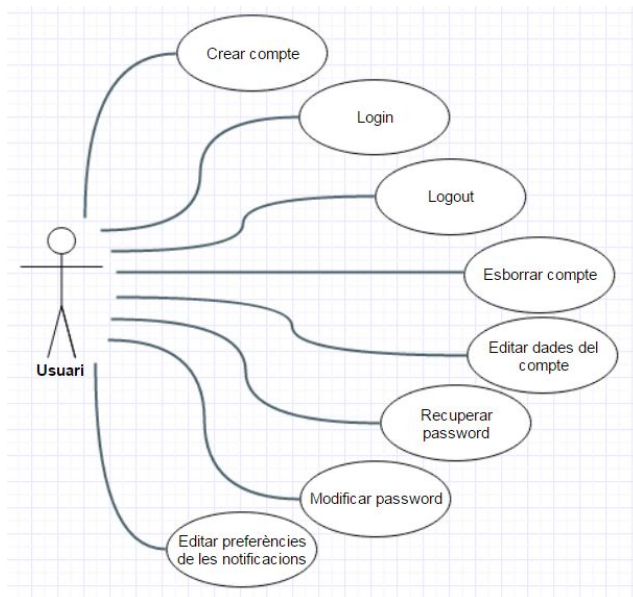 Crear compte
Login
Logout
Esborrar compte
Editar dades del
compte
Usuari
Recuperar
password
Modificar password
Editar preferències
de les notificacions